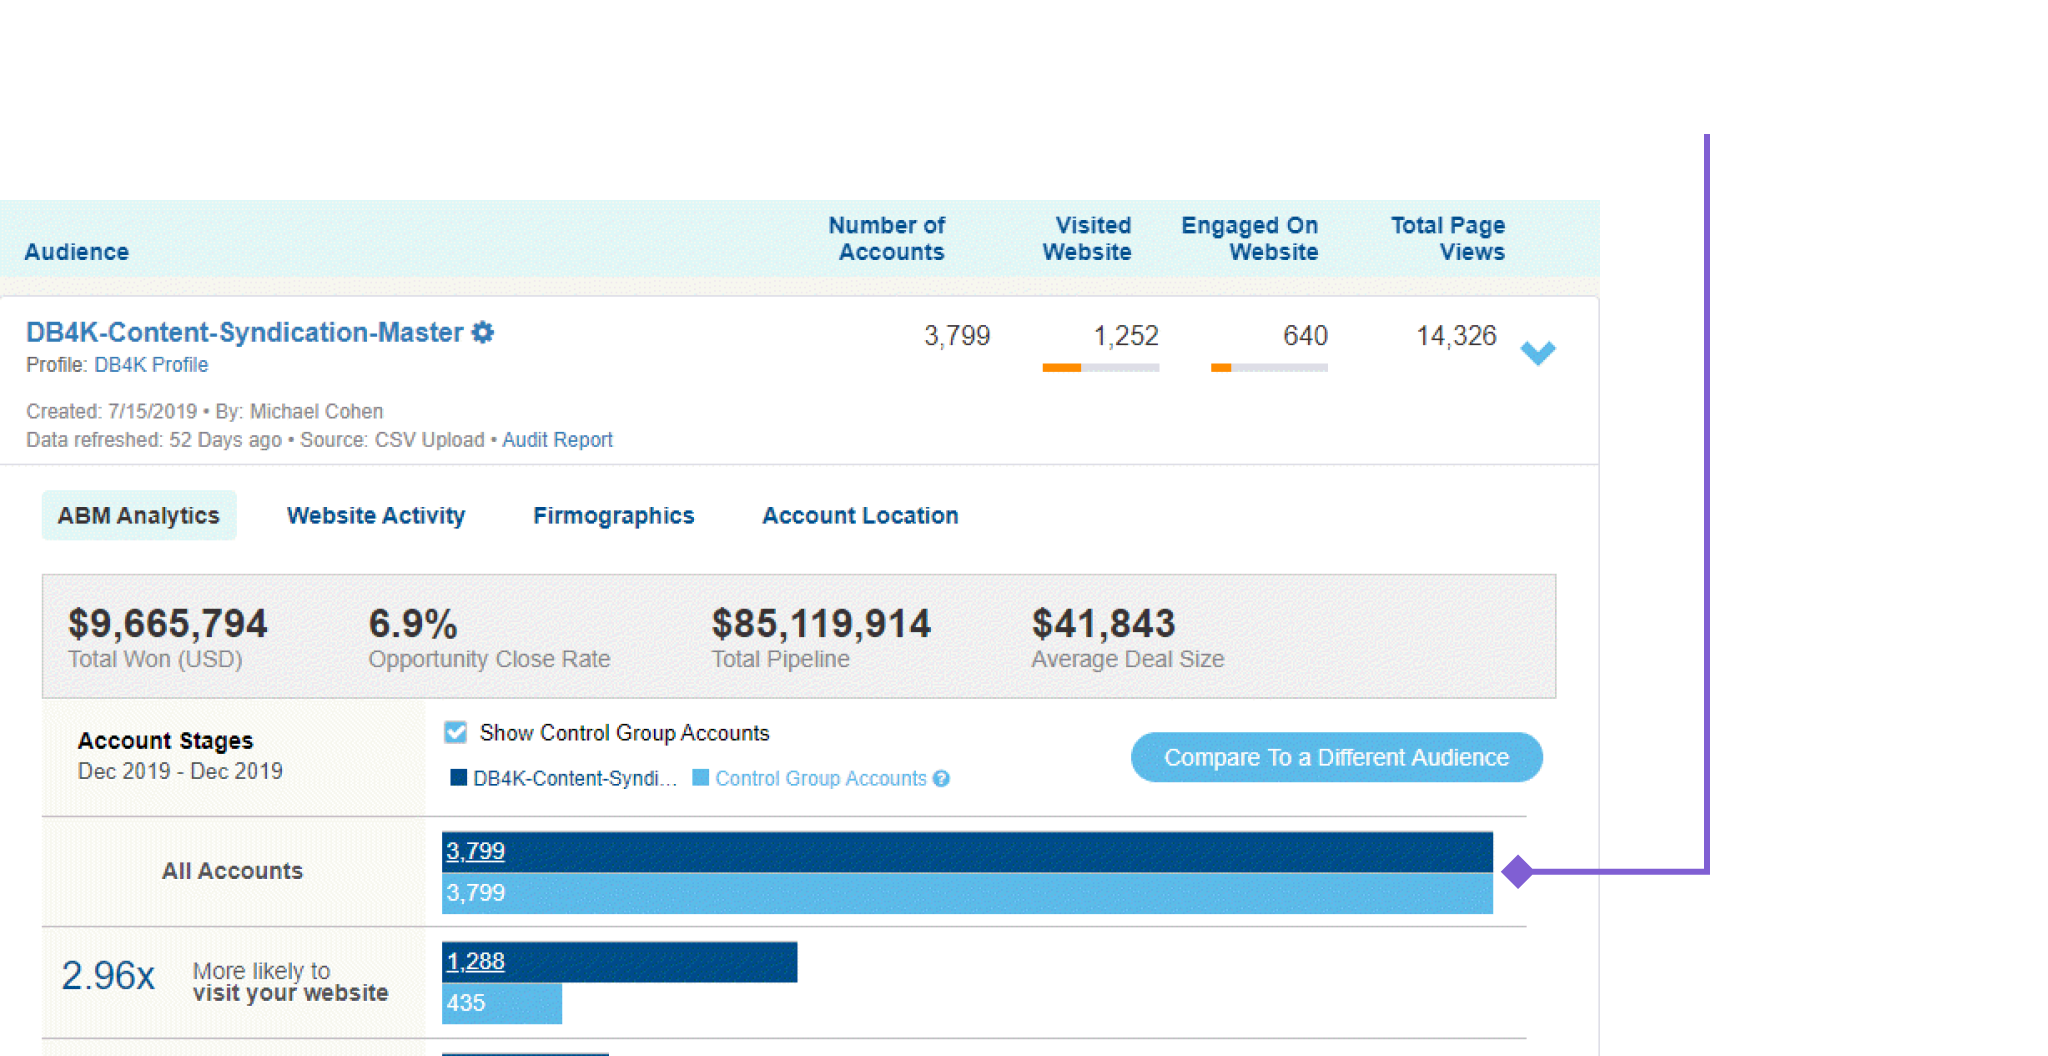 Audience
Number of Accounts
Visited Website
Engaged On Website
Total Page Views
DB4K-Content-Syndication-Master
3,799
1,252
640
14,326
Profile: DB4K Profile
Created: 7/15/2019 • By: Michael Cohen
Data refreshed: 52 Days ago • Source: CSV Upload • Audit Report
ABM Analytics
Website Activity
Firmographics
Account Location
$9,665,794
Total Won (USD)
6.9%
Opportunity Close Rate
$85,119,914
Total Pipeline
$41,843
Average Deal Size
Account Stages
Dec 2019 - Dec 2019
Show Control Group Accounts
DB4K-Content-Syndi...
Control Group Accounts ?
Compare To a Different Audience
All Accounts
3,799
3,799
2.96x
More likely to
visit your website
1,288
435